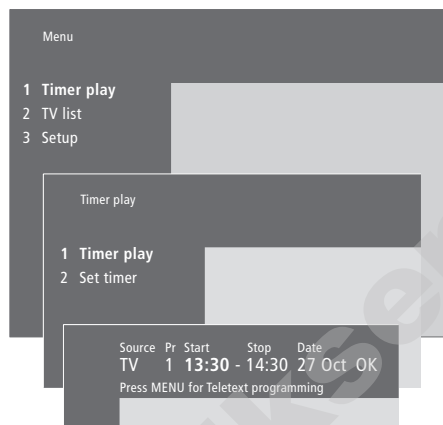 Menu
1 Timer play
2 TV list
3 Setup
Timer play
1 Timer play
2 Set timer
Source Pr Start Stop Date
TV 1 13:30 - 14:30 27 Oct OK
Press MENU for Teletext programming